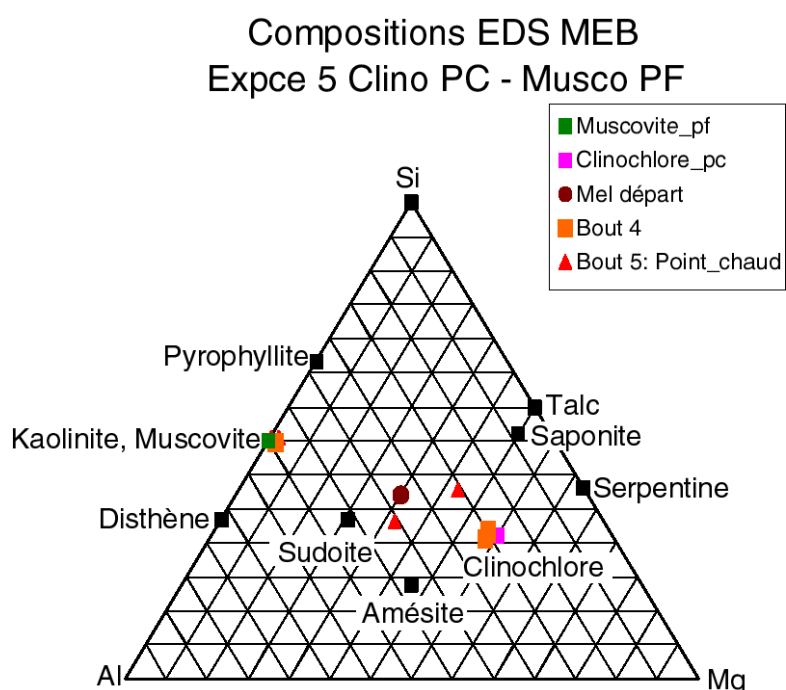 Compositions EDS MEB
Expce 5 Clino PC - Musco PF
Muscovite_pf
Clinochlore_pc
Mel départ
Bout 4
Bout 5: Point_chaud
Si
Pyrophyllite
Talc
Kaolinite, Muscovite
Saponite
Serpentine
Disthène
Sudoite
Clinochlore
Amésite
Al
Mg